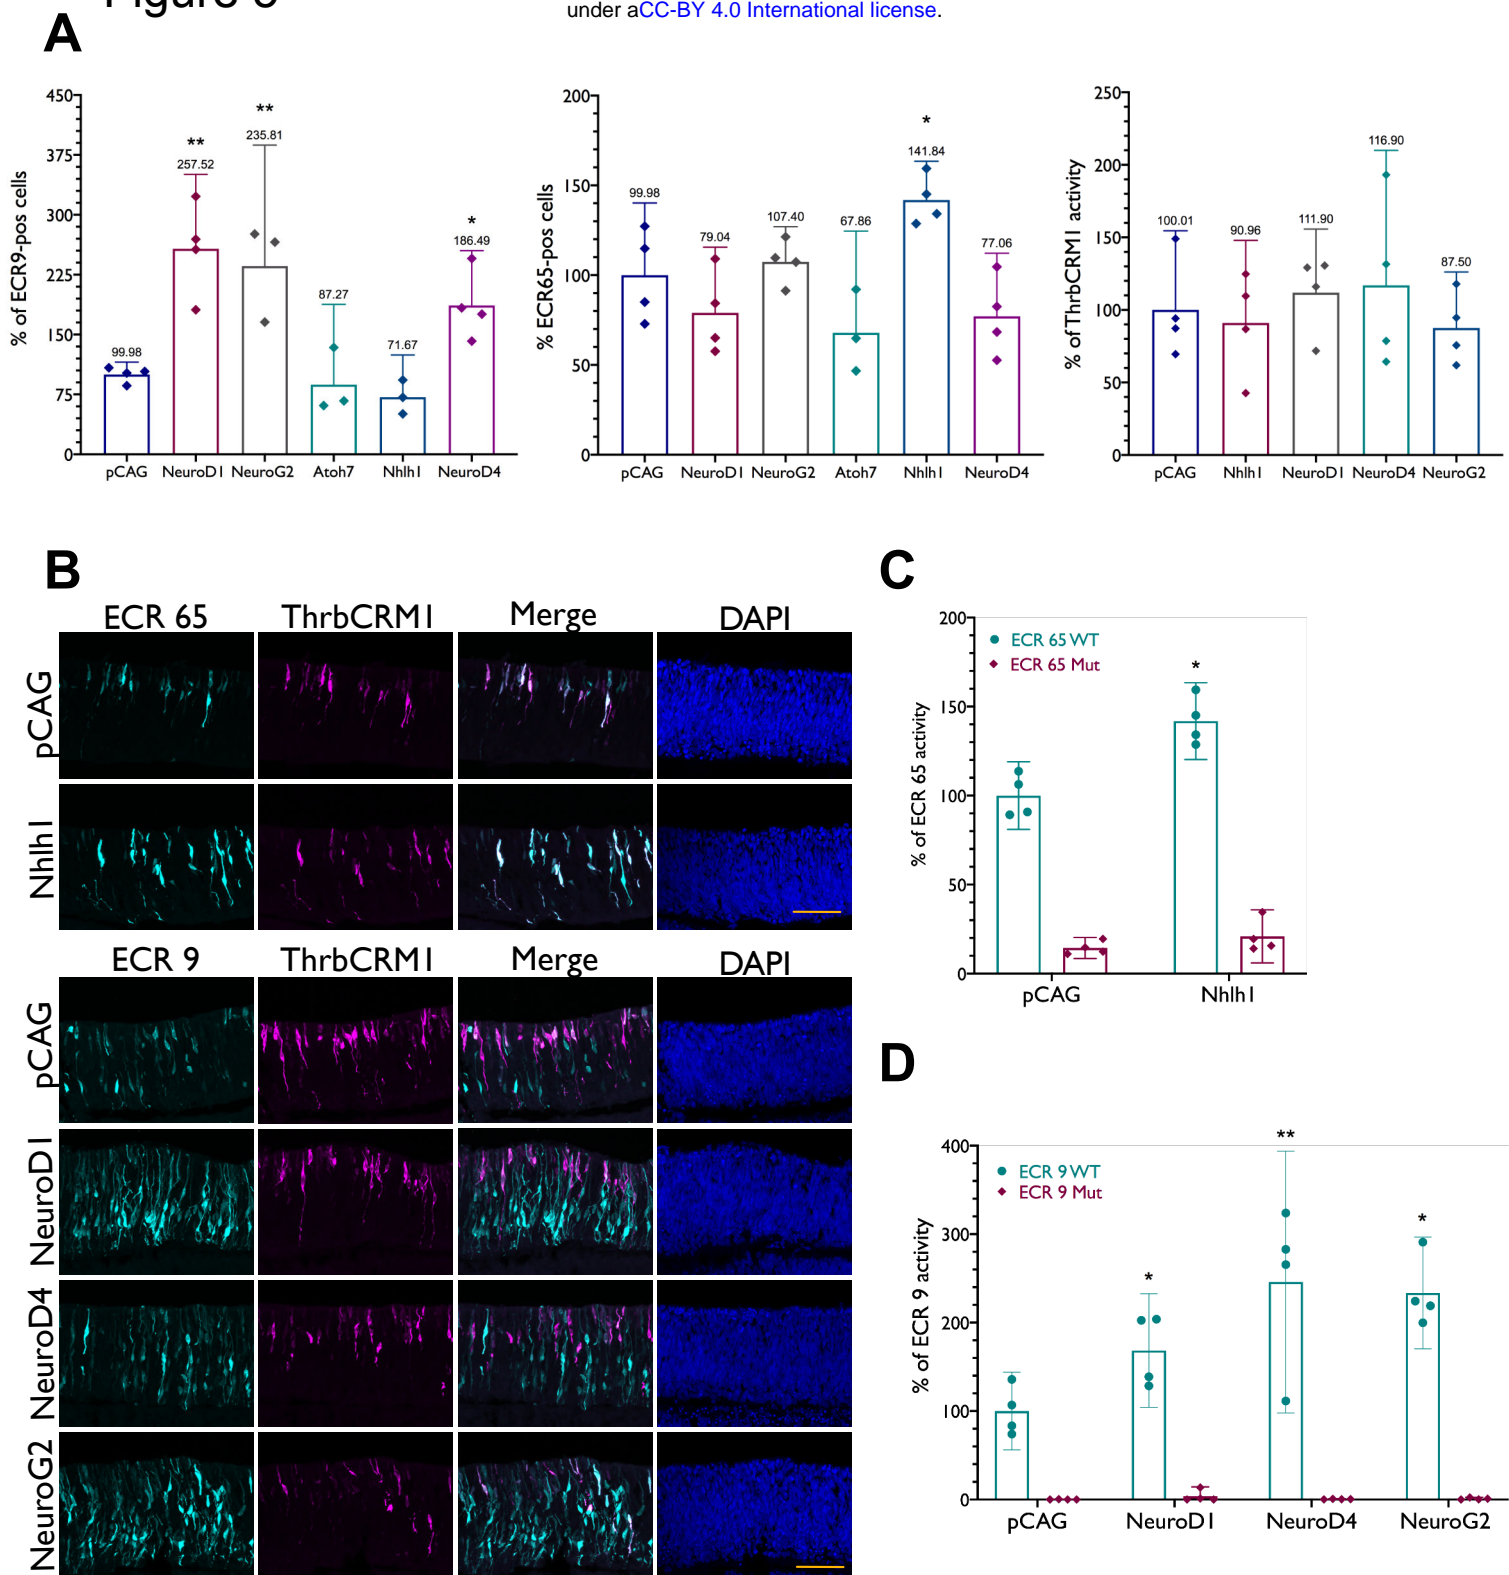 under aCC-BY 4.0 International license.
A
% of ECR9-pos cells
450
375
300
225
150
75
0
99.98
**
257.52
**
235.81
87.27
71.67
*
186.49
pCAG NeuroD1 NeuroG2 Atoh7 Nhlh1 NeuroD4
% ECR65-pos cells
200
150
100
50
0
99.98
79.04
107.40
67.86
*
141.84
77.06
pCAG NeuroD1 NeuroG2 Atoh7 Nhlh1 NeuroD4
% of ThrbCRM1 activity
250
200
150
100
50
0
100.01
90.96
111.90
116.90
87.50
pCAG Nhlh1 NeuroD1 NeuroD4 NeuroG2
B
ECR 65 ThrbCRM1 Merge DAPI
pCAG
Nhlh1
ECR 9 ThrbCRM1 Merge DAPI
pCAG
NeuroD1
NeuroD4
NeuroG2
C
% of ECR 65 activity
200
150
100
50
0
ECR 65 WT
ECR 65 Mut
*
pCAG Nhlh1
D
% of ECR 9 activity
400
300
200
100
0
ECR 9 WT
ECR 9 Mut
*
**
*
pCAG NeuroD1 NeuroD4 NeuroG2